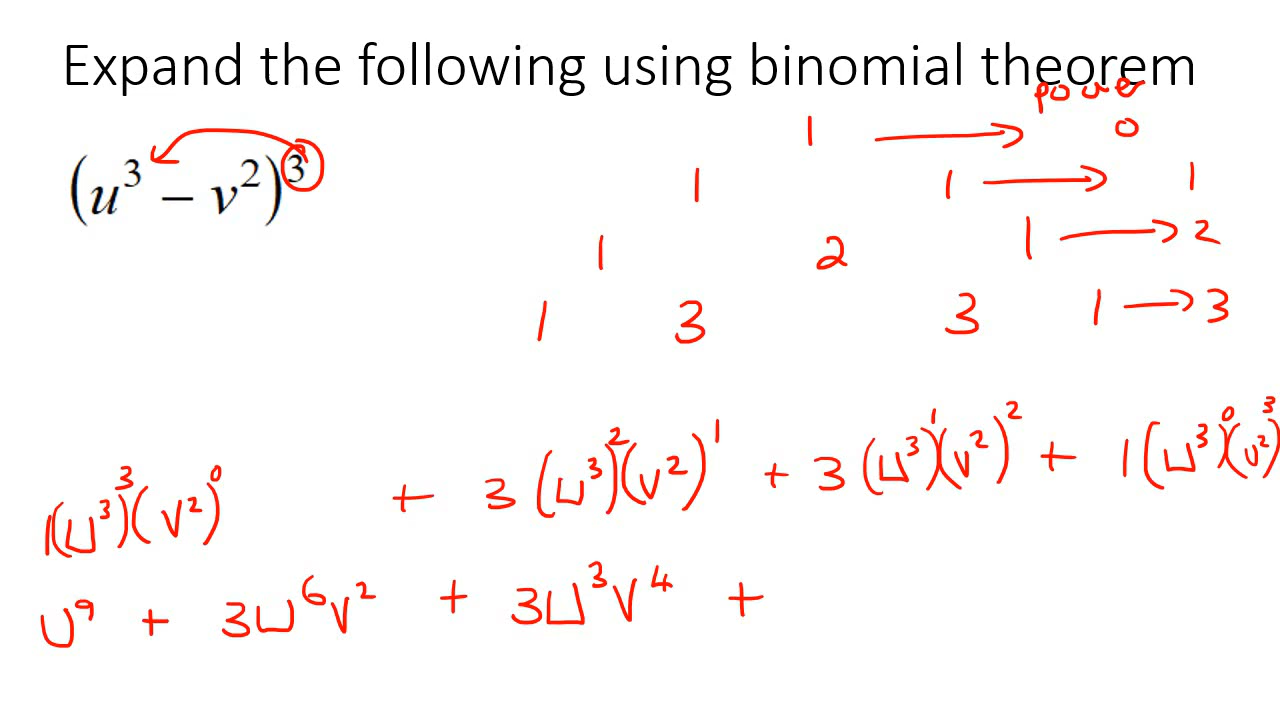 Expand the following using binomial theorem
power
(u³ − v²)³
1 → 0
1 1 → 1
1 2 1 → 2
1 3 3 1 → 3
1(u³)³(v²)⁰ + 3(u³)²(v²)¹ + 3(u³)¹(v²)² + 1(u³)⁰(v²)³
u⁹ + 3u⁶v² + 3u³v⁴ +